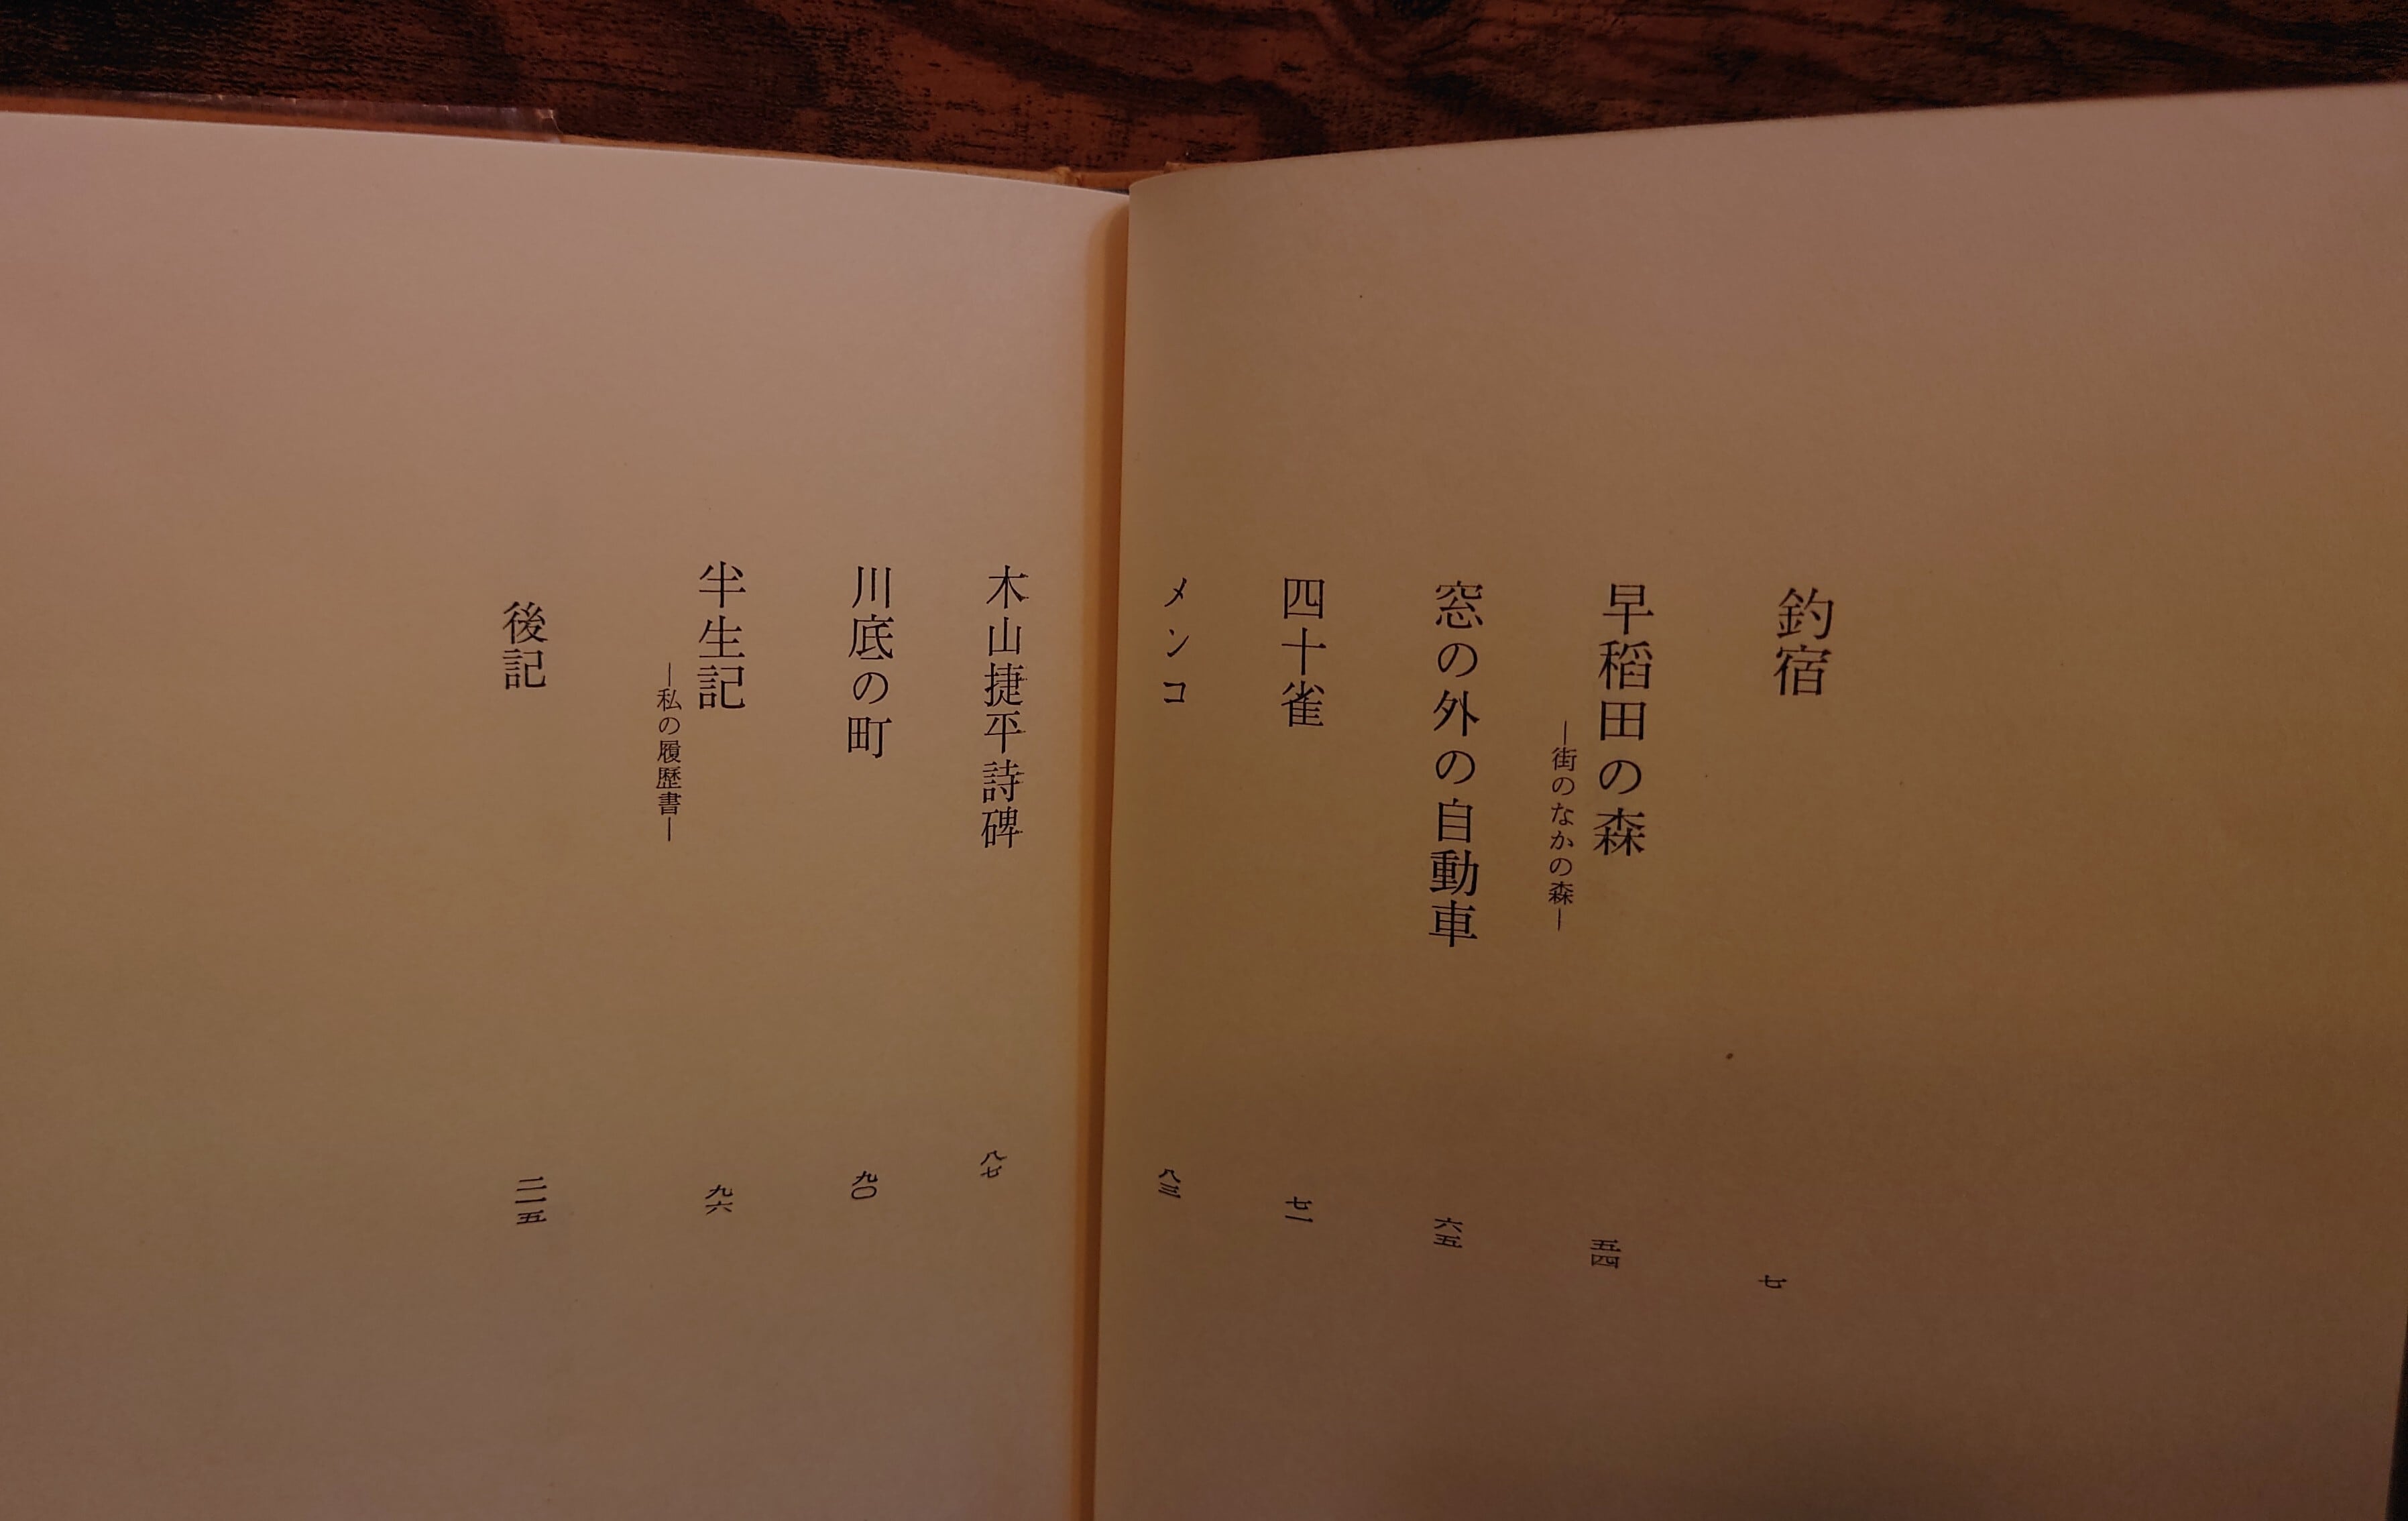 釣宿
七
早稲田の森
―街のなかの森―
五四
窓の外の自動車
六五
四十雀
七一
メンコ
八三
木山捷平詩碑
八七
川底の町
九〇
半生記
―私の履歴書―
九六
後記
二一五